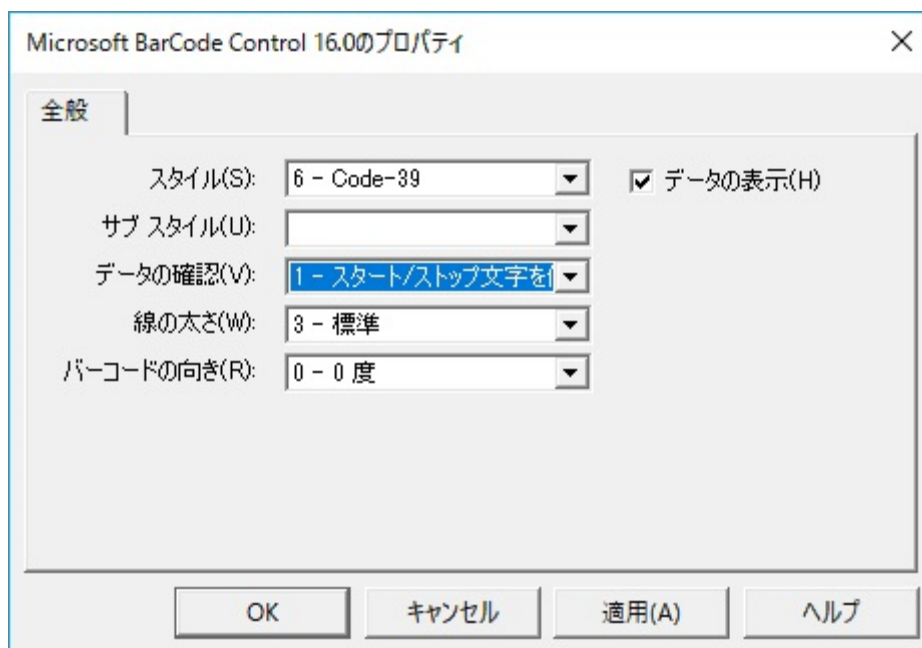 Microsoft BarCode Control 16.0のプロパティ
全般
スタイル(S): 6 - Code-39 データの表示(H)
サブ スタイル(U):
データの確認(V): 1 - スタート/ストップ文字を
線の太さ(W): 3 - 標準
バーコードの向き(R): 0 - 0 度
OK キャンセル 適用(A) ヘルプ